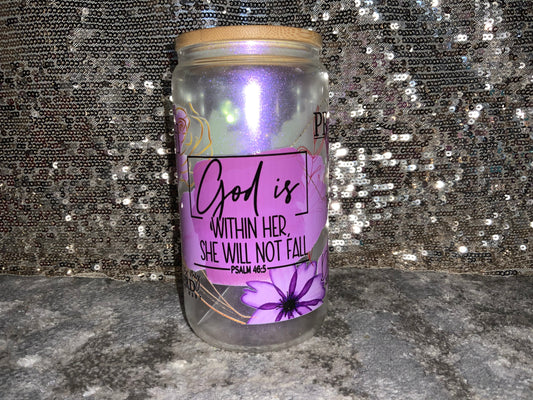 God is
WITHIN HER,
SHE WILL NOT FALL
PSALM 46:5